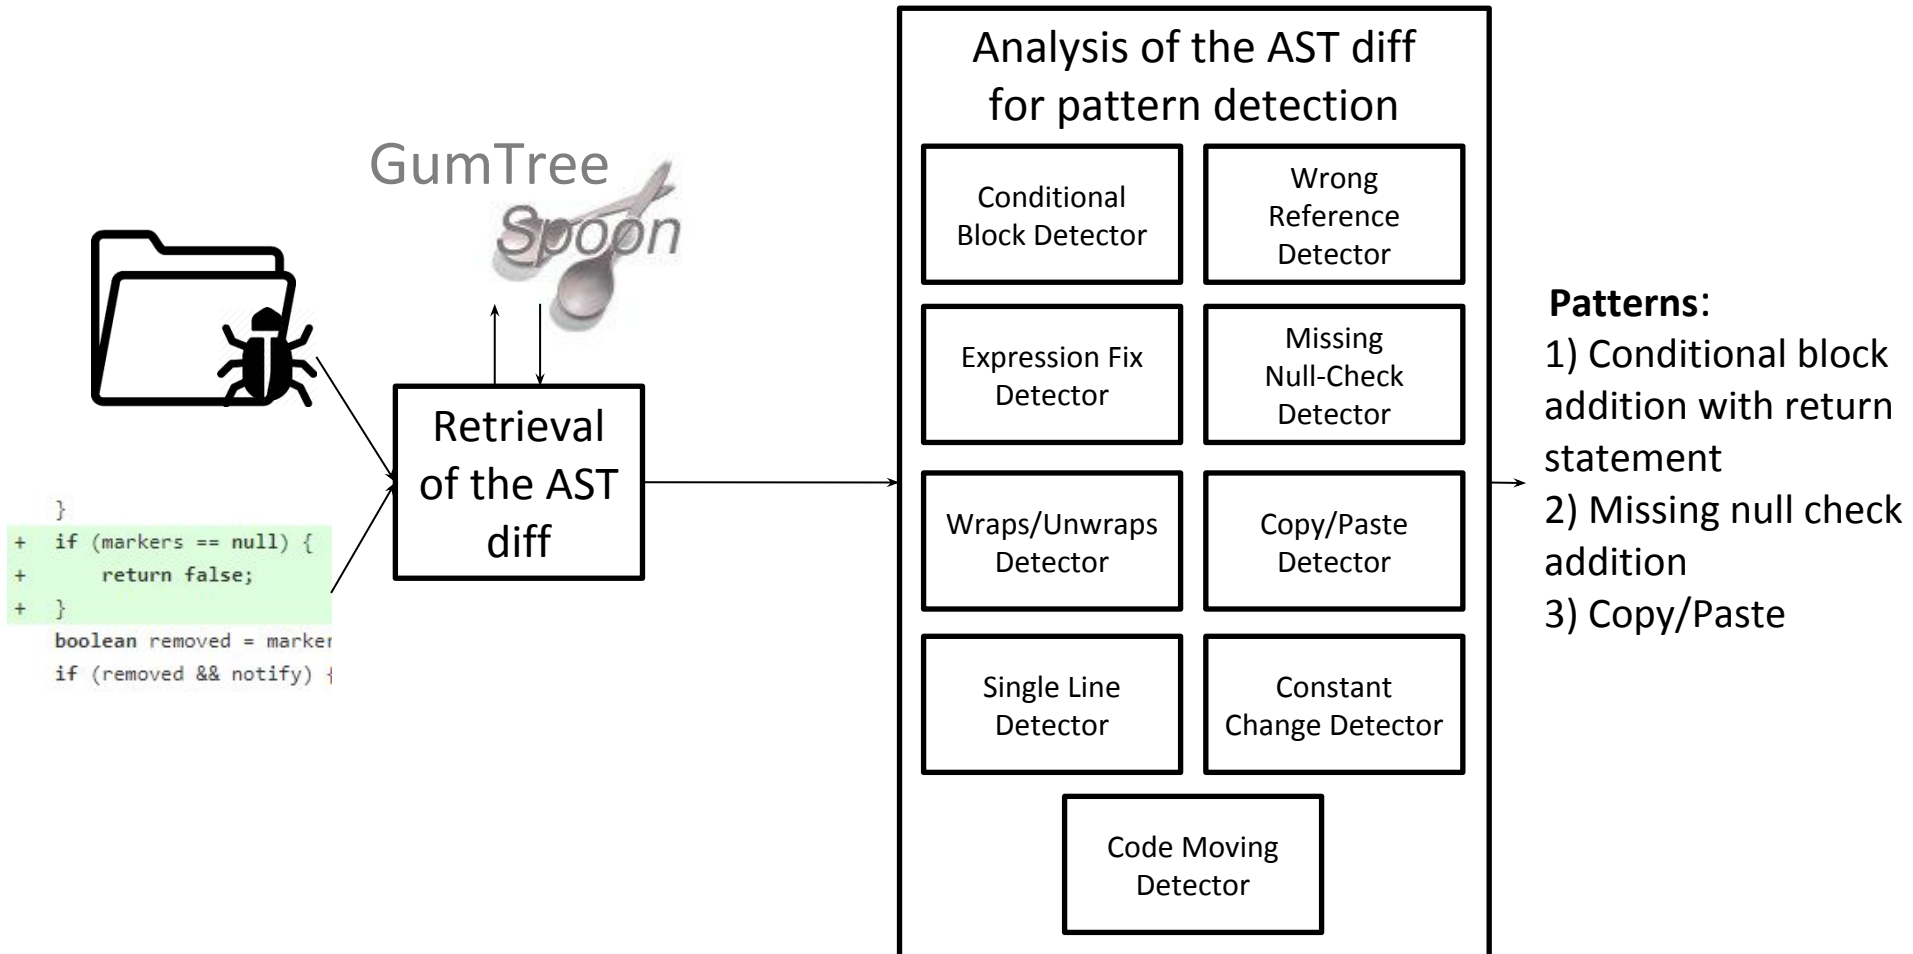 GumTree
Spoon
}
+ if (markers == null) {
+ return false;
+ }
boolean removed = marker
if (removed && notify) {
Retrieval
of the AST
diff
Analysis of the AST diff
for pattern detection
Conditional
Block Detector
Wrong
Reference
Detector
Expression Fix
Detector
Missing
Null-Check
Detector
Wraps/Unwraps
Detector
Copy/Paste
Detector
Single Line
Detector
Constant
Change Detector
Code Moving
Detector
Patterns:
1) Conditional block
addition with return
statement
2) Missing null check
addition
3) Copy/Paste